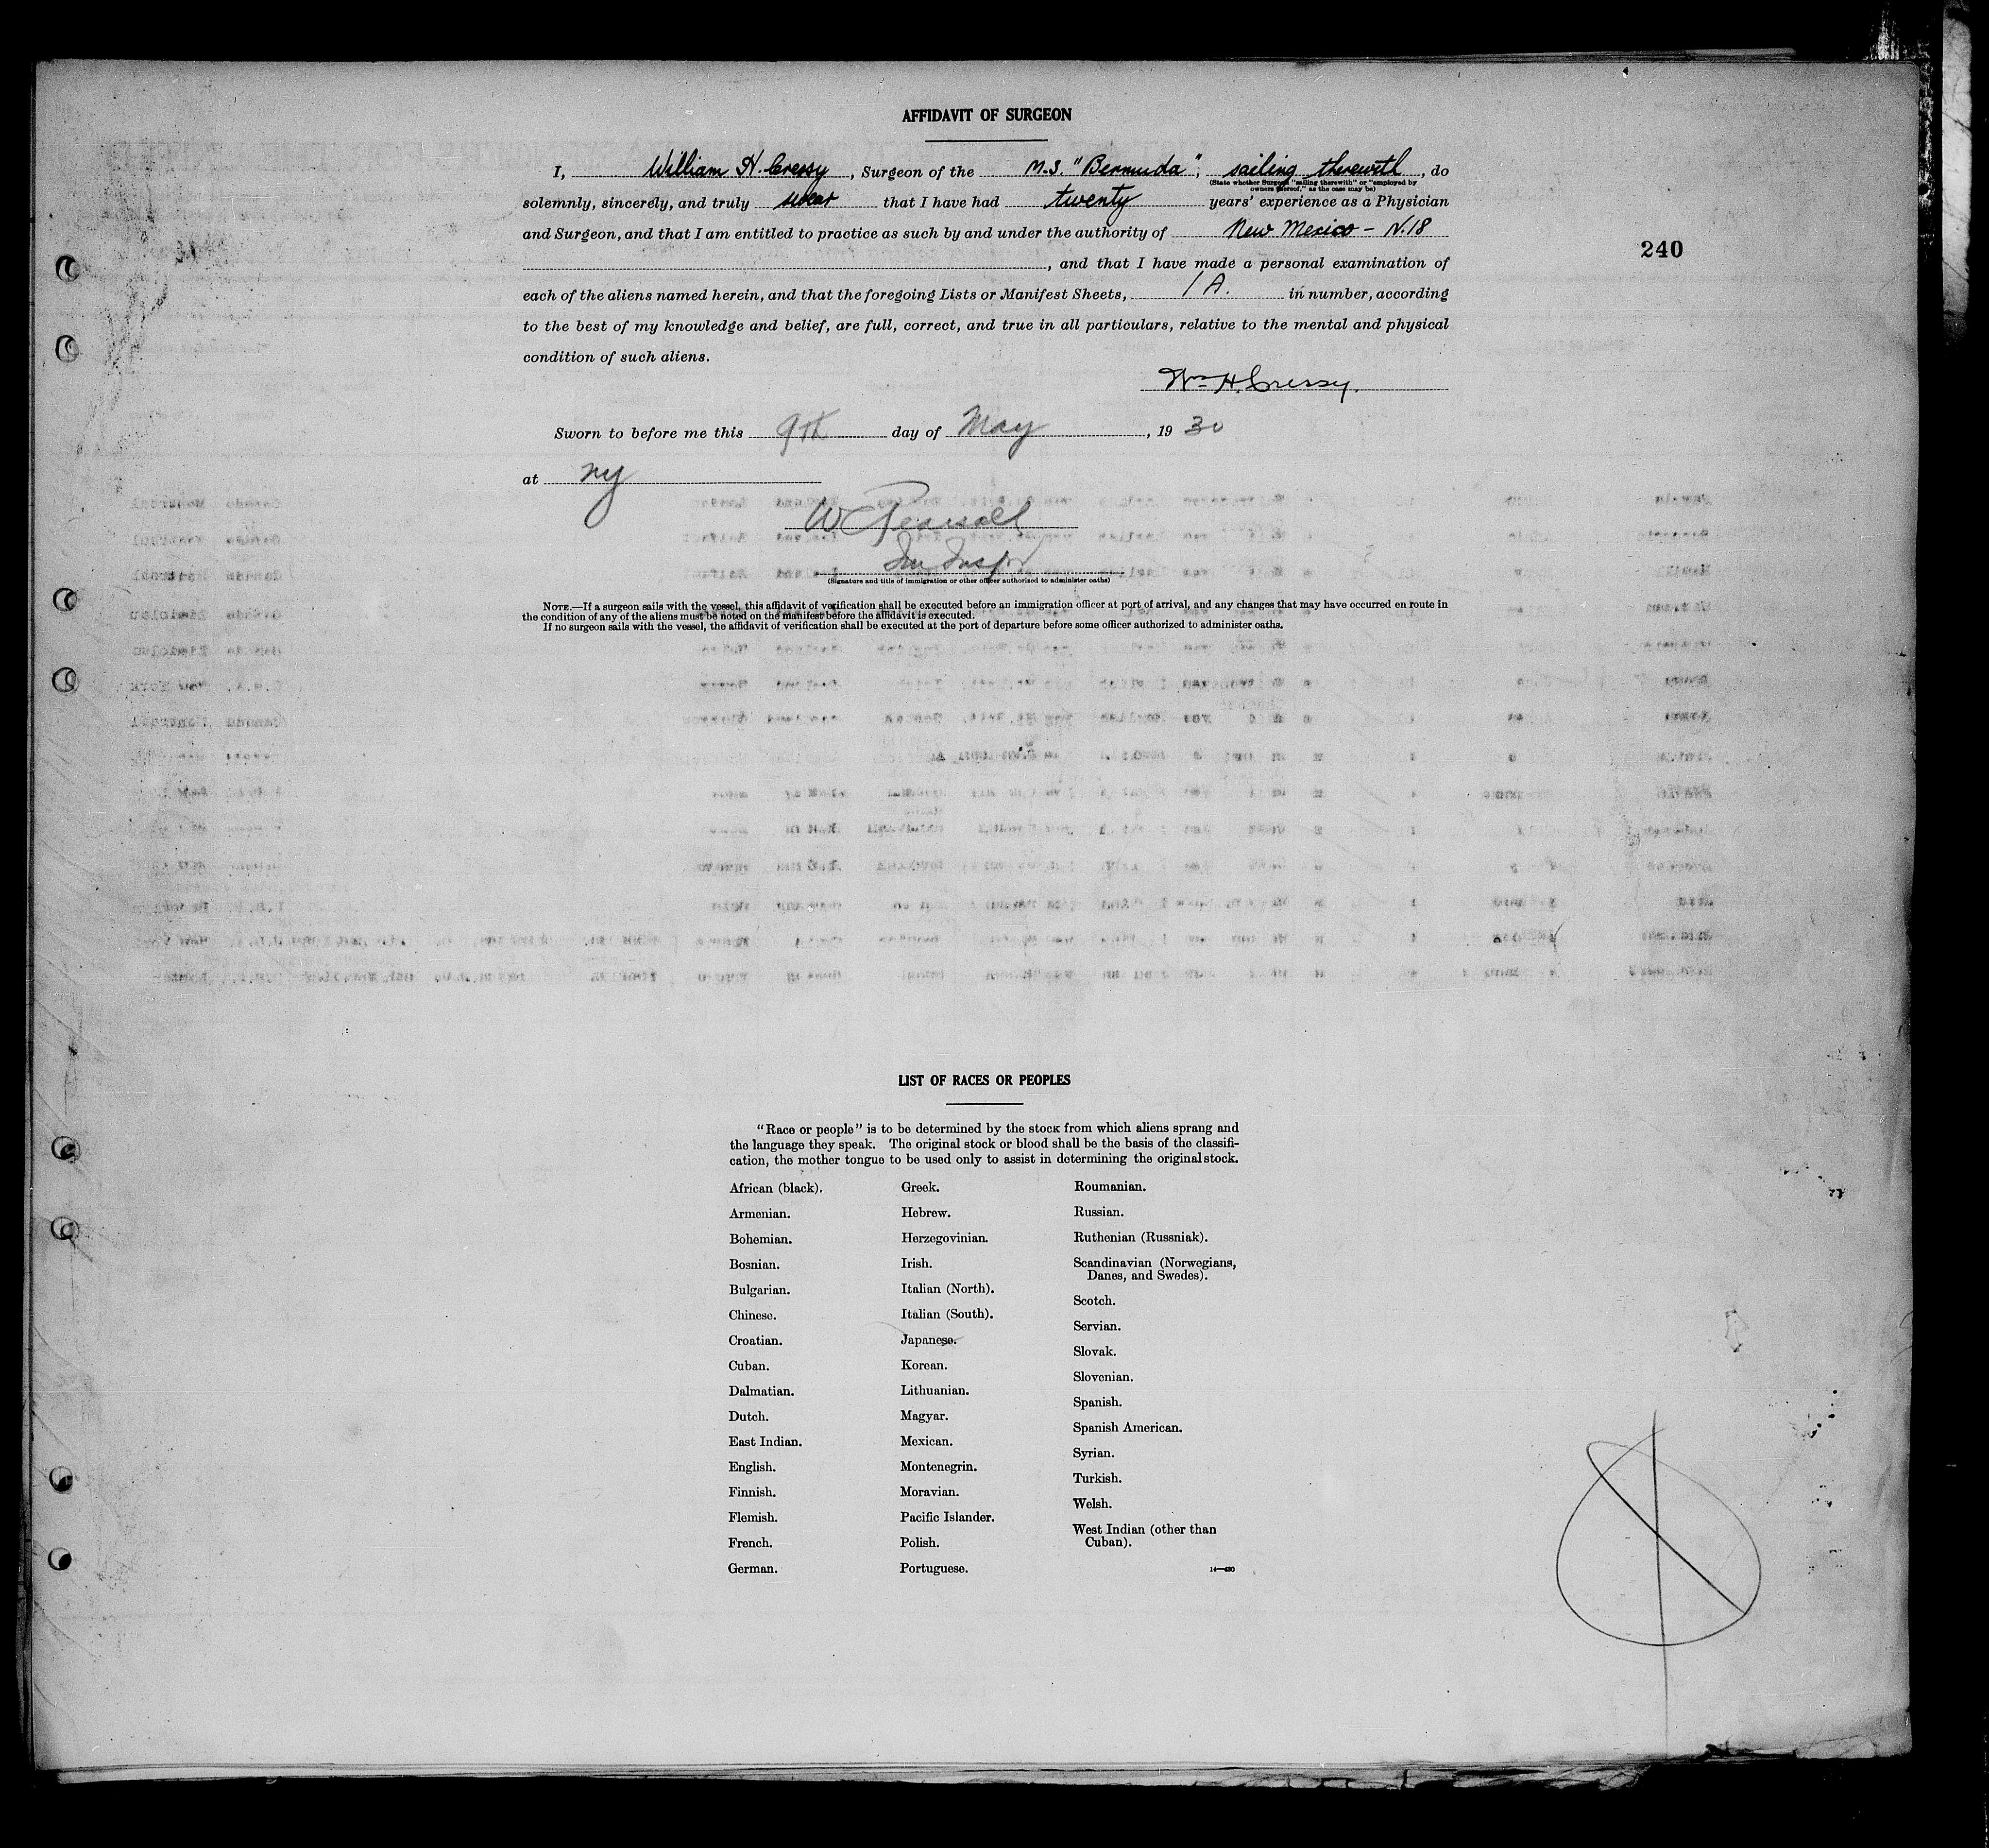 AFFIDAVIT OF SURGEON
I, William H. Cressy, Surgeon of the M.S. "Bermuda", sailing therewith, do
(State whether Surgeon "sailing therewith" or "employed by
owners thereof," as the case may be)
solemnly, sincerely, and truly swear that I have had twenty years' experience as a Physician
and Surgeon, and that I am entitled to practice as such by and under the authority of New Mexico - N.18
240
, and that I have made a personal examination of
each of the aliens named herein, and that the foregoing Lists or Manifest Sheets, 1 A. in number, according
to the best of my knowledge and belief, are full, correct, and true in all particulars, relative to the mental and physical
condition of such aliens.
Wm H. Cressy.
Sworn to before me this 9th day of May, 1930
at NY
W C Pearsall
Imm Inspr
(Signature and title of immigration or other officer authorized to administer oaths)
NOTE.—If a surgeon sails with the vessel, this affidavit of verification shall be executed before an immigration officer at port of arrival, and any changes that may have occurred en route in
the condition of any of the aliens must be noted on the manifest before the affidavit is executed.
If no surgeon sails with the vessel, the affidavit of verification shall be executed at the port of departure before some officer authorized to administer oaths.
LIST OF RACES OR PEOPLES
"Race or people" is to be determined by the stock from which aliens sprang and
the language they speak. The original stock or blood shall be the basis of the classifi-
cation, the mother tongue to be used only to assist in determining the original stock.
African (black).
Armenian.
Bohemian.
Bosnian.
Bulgarian.
Chinese.
Croatian.
Cuban.
Dalmatian.
Dutch.
East Indian.
English.
Finnish.
Flemish.
French.
German.
Greek.
Hebrew.
Herzegovinian.
Irish.
Italian (North).
Italian (South).
Japanese.
Korean.
Lithuanian.
Magyar.
Mexican.
Montenegrin.
Moravian.
Pacific Islander.
Polish.
Portuguese.
Roumanian.
Russian.
Ruthenian (Russniak).
Scandinavian (Norwegians,
Danes, and Swedes).
Scotch.
Servian.
Slovak.
Slovenian.
Spanish.
Spanish American.
Syrian.
Turkish.
Welsh.
West Indian (other than
Cuban).